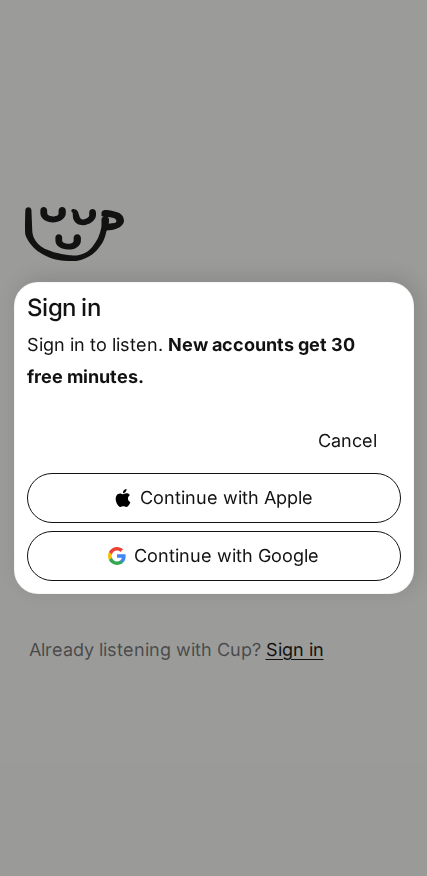 Sign in
Sign in to listen. New accounts get 30
free minutes.
Cancel
Continue with Apple
Continue with Google
Already listening with Cup? Sign in